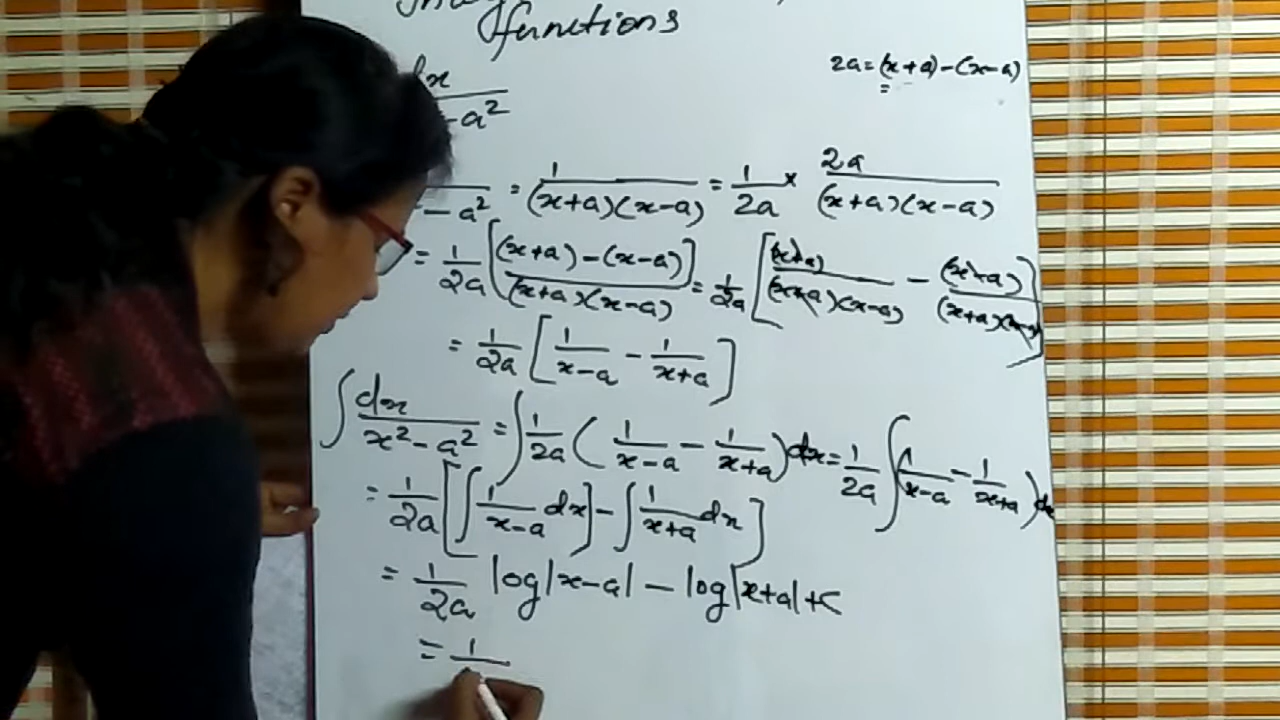 functions
2a = (x+a) - (x-a)
=
dx / - a²
/ - a² = 1 / (x+a)(x-a) = 1/2a × 2a / (x+a)(x-a)
= 1/2a [ (x+a) - (x-a) / (x+a)(x-a) ] = 1/2a [ (x+a) / (x+a)(x-a) - (x-a) / (x+a)(x-a) ]
= 1/2a [ 1/x-a - 1/x+a ]
∫ dx / x² - a² = ∫ 1/2a ( 1/x-a - 1/x+a ) dx = 1/2a ∫ ( 1/x-a - 1/x+a ) dx
= 1/2a [ ∫ 1/x-a dx ] - ∫ 1/x+a dx ]
= 1/2a log|x-a| - log|x+a| + c
= 1/